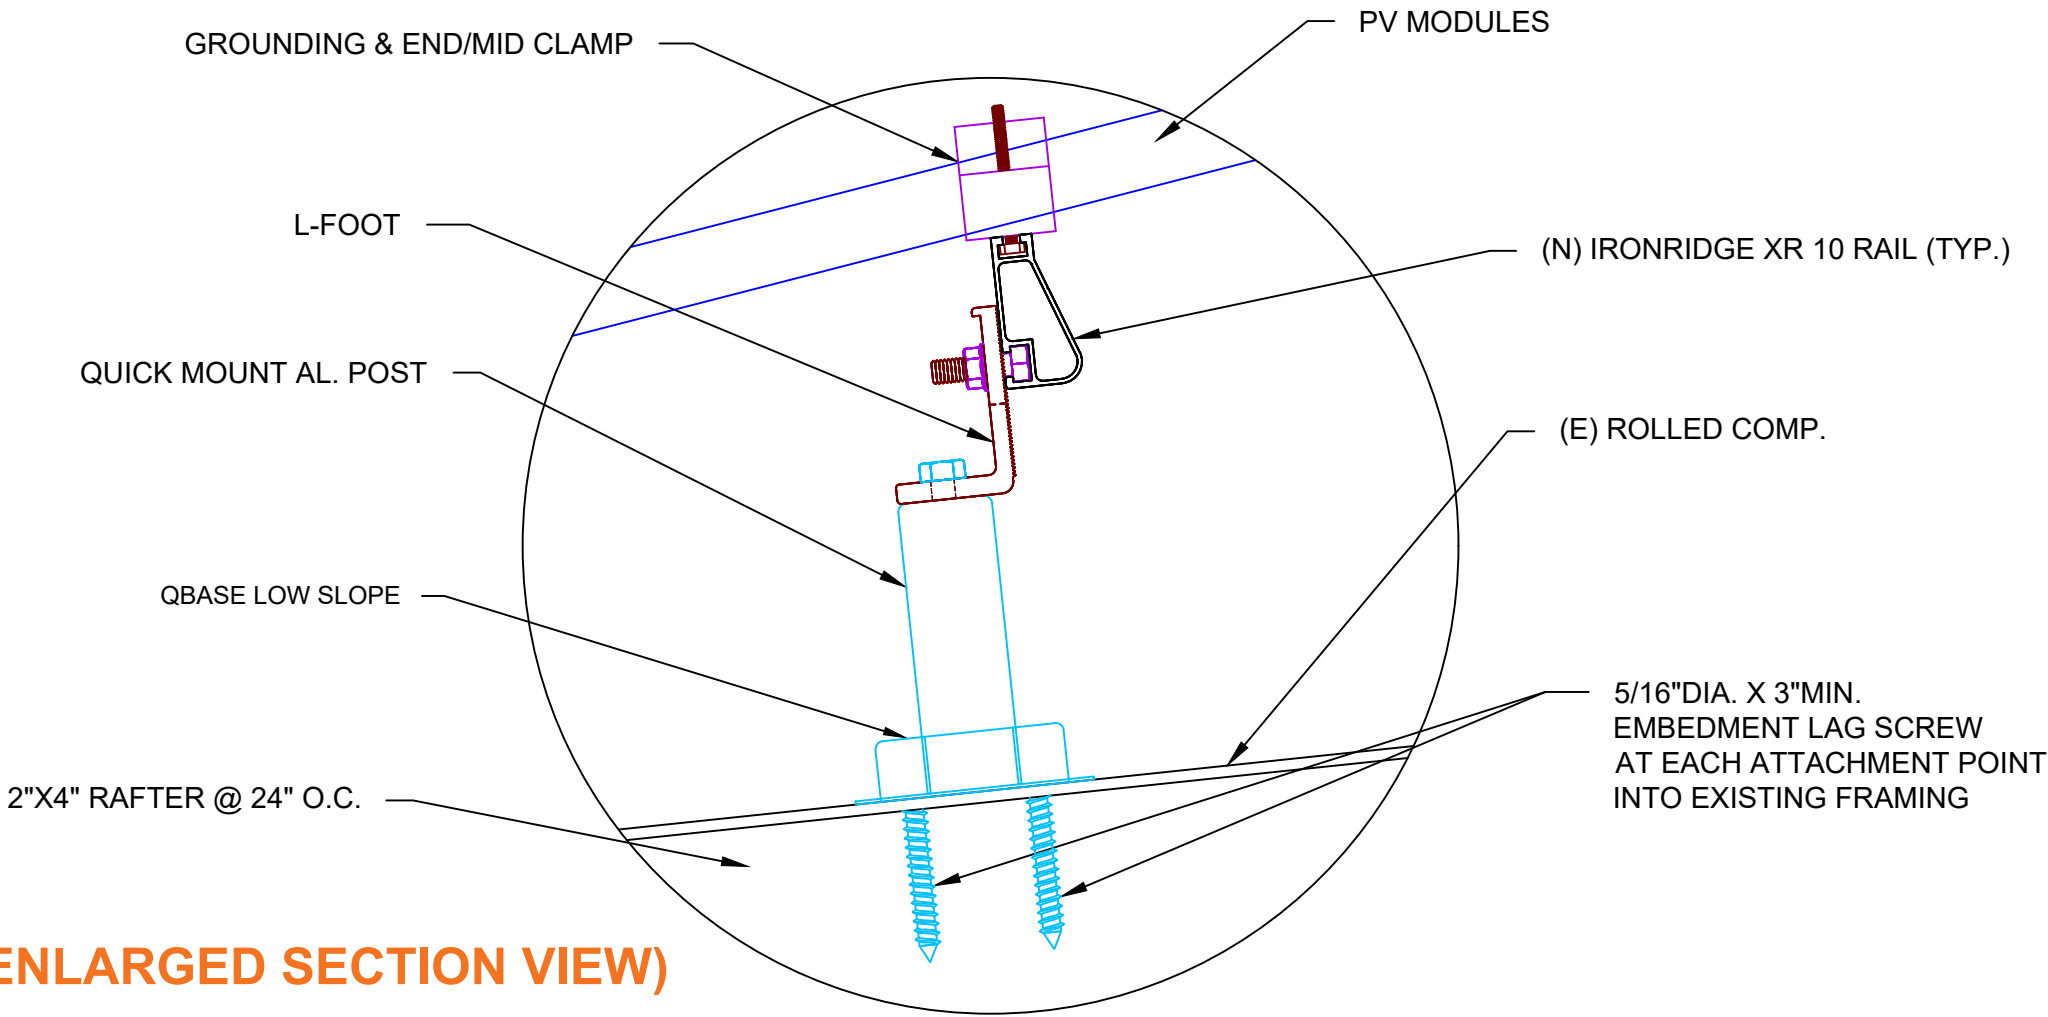 PV MODULES
GROUNDING & END/MID CLAMP
L-FOOT
(N) IRONRIDGE XR 10 RAIL (TYP.)
QUICK MOUNT AL. POST
(E) ROLLED COMP.
QBASE LOW SLOPE
5/16"DIA. X 3"MIN.
EMBEDMENT LAG SCREW
AT EACH ATTACHMENT POINT
INTO EXISTING FRAMING
2"X4" RAFTER @ 24" O.C.
ENLARGED SECTION VIEW)